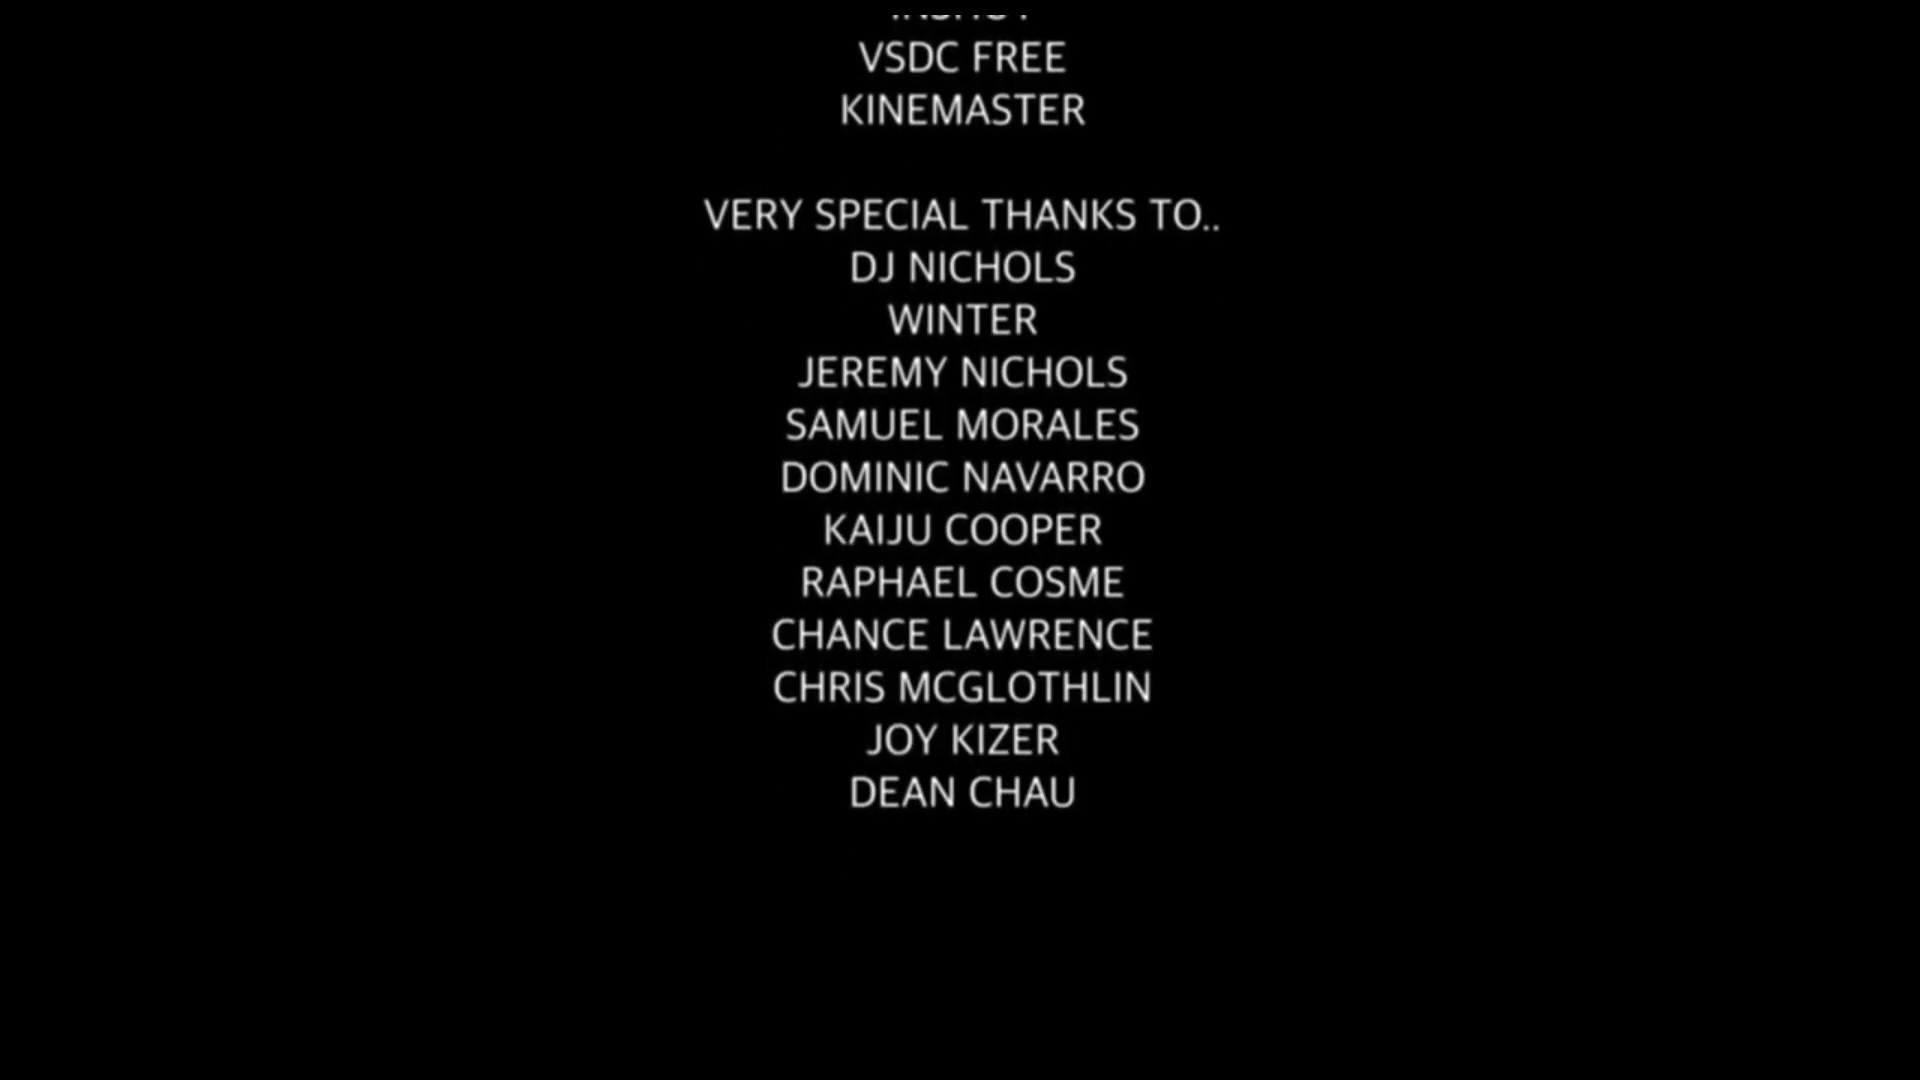 VSDC FREE
KINEMASTER
VERY SPECIAL THANKS TO..
DJ NICHOLS
WINTER
JEREMY NICHOLS
SAMUEL MORALES
DOMINIC NAVARRO
KAIJU COOPER
RAPHAEL COSME
CHANCE LAWRENCE
CHRIS MCGLOTHLIN
JOY KIZER
DEAN CHAU